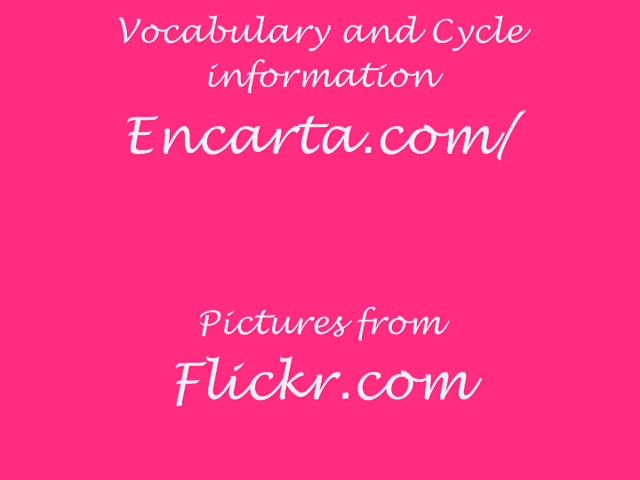 Vocabulary and Cycle
information
Encarta.com/
Pictures from
Flickr.com